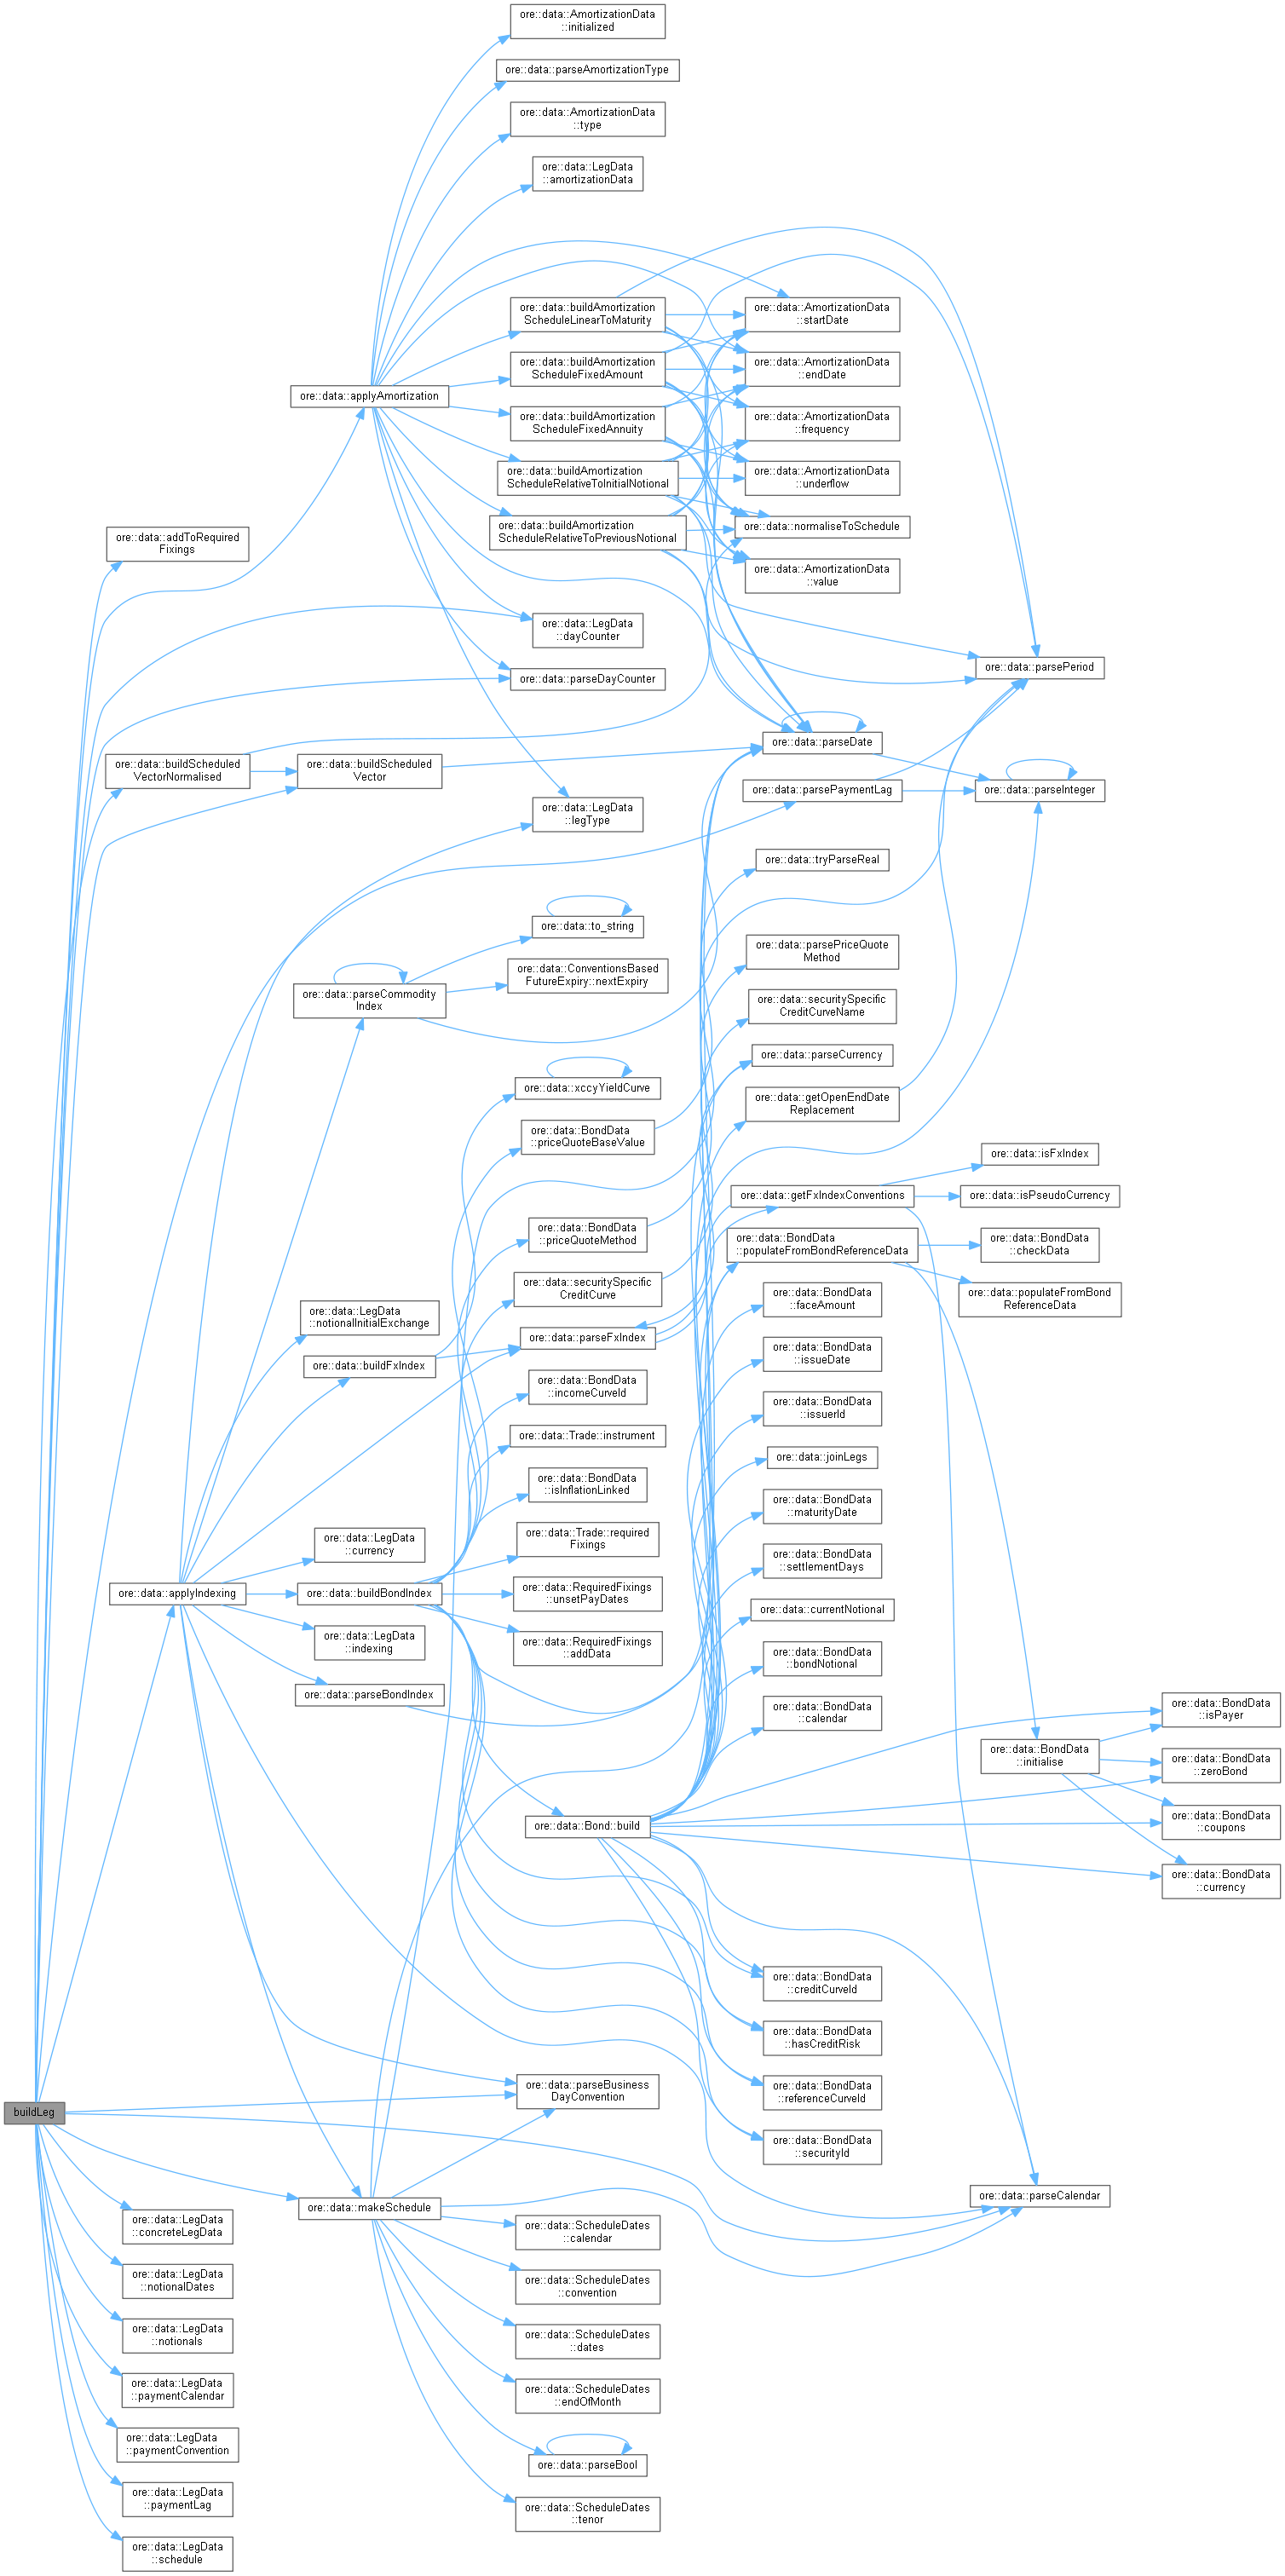 ore::data::AmortizationData
::initialized
ore::data::parseAmortizationType
ore::data::AmortizationData
::type
ore::data::LegData
::amortizationData
ore::data::buildAmortization
ScheduleLinearToMaturity
ore::data::AmortizationData
::startDate
ore::data::buildAmortization
ScheduleFixedAmount
ore::data::AmortizationData
::endDate
ore::data::applyAmortization
ore::data::buildAmortization
ScheduleFixedAnnuity
ore::data::AmortizationData
::frequency
ore::data::buildAmortization
ScheduleRelativeToInitialNotional
ore::data::AmortizationData
::underflow
ore::data::buildAmortization
ScheduleRelativeToPreviousNotional
ore::data::normaliseToSchedule
ore::data::addToRequired
Fixings
ore::data::AmortizationData
::value
ore::data::LegData
::dayCounter
ore::data::parsePeriod
ore::data::parseDayCounter
ore::data::parseDate
ore::data::buildScheduled
VectorNormalised
ore::data::buildScheduled
Vector
ore::data::parsePaymentLag
ore::data::parseInteger
ore::data::LegData
::legType
ore::data::tryParseReal
ore::data::to_string
ore::data::parsePriceQuote
Method
ore::data::ConventionsBased
FutureExpiry::nextExpiry
ore::data::parseCommodity
Index
ore::data::securitySpecific
CreditCurveName
ore::data::parseCurrency
ore::data::xccyYieldCurve
ore::data::getOpenEndDate
Replacement
ore::data::BondData
::priceQuoteBaseValue
ore::data::isFxIndex
ore::data::getFxIndexConventions
ore::data::isPseudoCurrency
ore::data::BondData
::priceQuoteMethod
ore::data::BondData
::populateFromBondReferenceData
ore::data::BondData
::checkData
ore::data::securitySpecific
CreditCurve
ore::data::BondData
::faceAmount
ore::data::populateFromBond
ReferenceData
ore::data::LegData
::notionalInitialExchange
ore::data::parseFxIndex
ore::data::BondData
::issueDate
ore::data::buildFxIndex
ore::data::BondData
::incomeCurveId
ore::data::BondData
::issuerId
ore::data::Trade::instrument
ore::data::joinLegs
ore::data::BondData
::isInflationLinked
ore::data::BondData
::maturityDate
ore::data::LegData
::currency
ore::data::Trade::required
Fixings
ore::data::BondData
::settlementDays
ore::data::applyIndexing
ore::data::buildBondIndex
ore::data::RequiredFixings
::unsetPayDates
ore::data::currentNotional
ore::data::LegData
::indexing
ore::data::RequiredFixings
::addData
ore::data::BondData
::bondNotional
ore::data::parseBondIndex
ore::data::BondData
::calendar
ore::data::BondData
::isPayer
ore::data::BondData
::initialise
ore::data::BondData
::zeroBond
ore::data::Bond::build
ore::data::BondData
::coupons
ore::data::BondData
::currency
ore::data::BondData
::creditCurveId
ore::data::BondData
::hasCreditRisk
ore::data::parseBusiness
DayConvention
ore::data::BondData
::referenceCurveId
buildLeg
ore::data::BondData
::securityId
ore::data::parseCalendar
ore::data::makeSchedule
ore::data::LegData
::concreteLegData
ore::data::ScheduleDates
::calendar
ore::data::LegData
::notionalDates
ore::data::ScheduleDates
::convention
ore::data::LegData
::notionals
ore::data::ScheduleDates
::dates
ore::data::LegData
::paymentCalendar
ore::data::ScheduleDates
::endOfMonth
ore::data::LegData
::paymentConvention
ore::data::parseBool
ore::data::LegData
::paymentLag
ore::data::ScheduleDates
::tenor
ore::data::LegData
::schedule